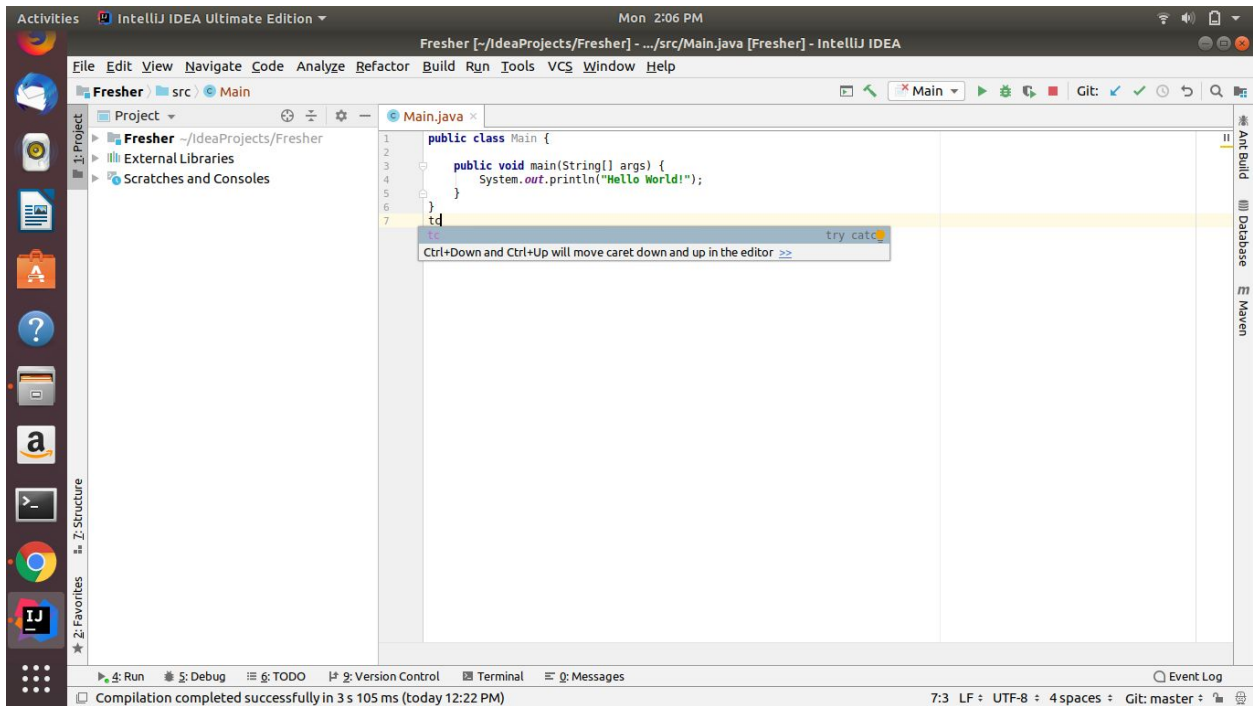 Activities IntelliJ IDEA Ultimate Edition Mon 2:06 PM
Fresher [~/IdeaProjects/Fresher] - .../src/Main.java [Fresher] - IntelliJ IDEA
File Edit View Navigate Code Analyze Refactor Build Run Tools VCS Window Help
Fresher src Main Main Git:
Project Main.java
Fresher ~/IdeaProjects/Fresher
External Libraries
Scratches and Consoles
1 public class Main {
2
3 public void main(String[] args) {
4 System.out.println("Hello World!");
5 }
6 }
7 tc
tc try catc
Ctrl+Down and Ctrl+Up will move caret down and up in the editor >>
1: Project
Z: Structure
2: Favorites
Ant Build
Database
m Maven
4: Run 5: Debug 6: TODO 9: Version Control Terminal 0: Messages Event Log
Compilation completed successfully in 3 s 105 ms (today 12:22 PM) 7:3 LF UTF-8 4 spaces Git: master
a
IJ